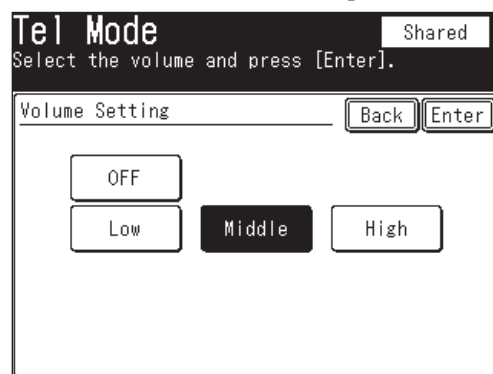 Tel Mode Shared
Select the volume and press [Enter].
Volume Setting Back Enter
OFF
Low Middle High